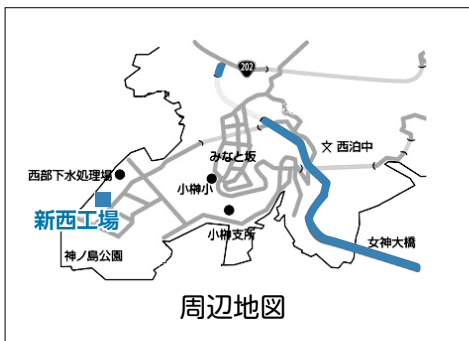 202
みなと坂
文 西泊中
西部下水処理場
小榊小
新西工場
小榊支所
神ノ島公園
女神大橋
周辺地図